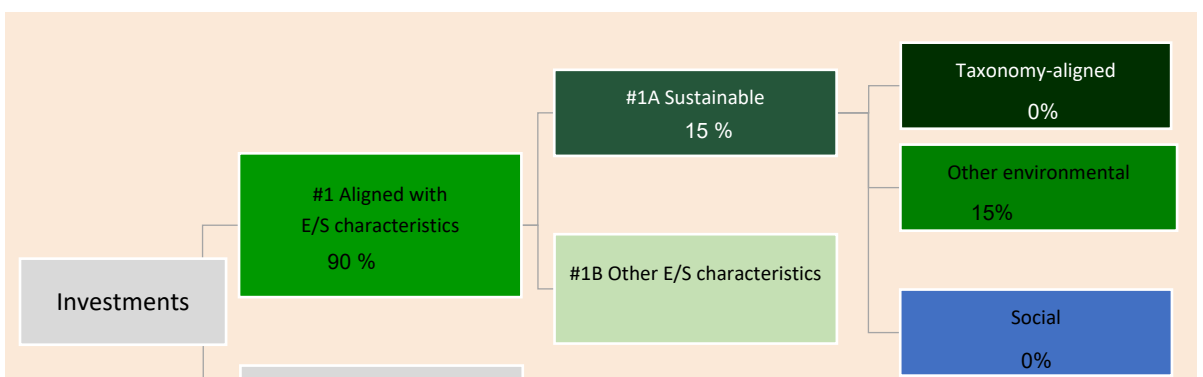 Investments
#1 Aligned with
E/S characteristics
90 %
#1A Sustainable
15 %
#1B Other E/S characteristics
Taxonomy-aligned
0%
Other environmental
15%
Social
0%